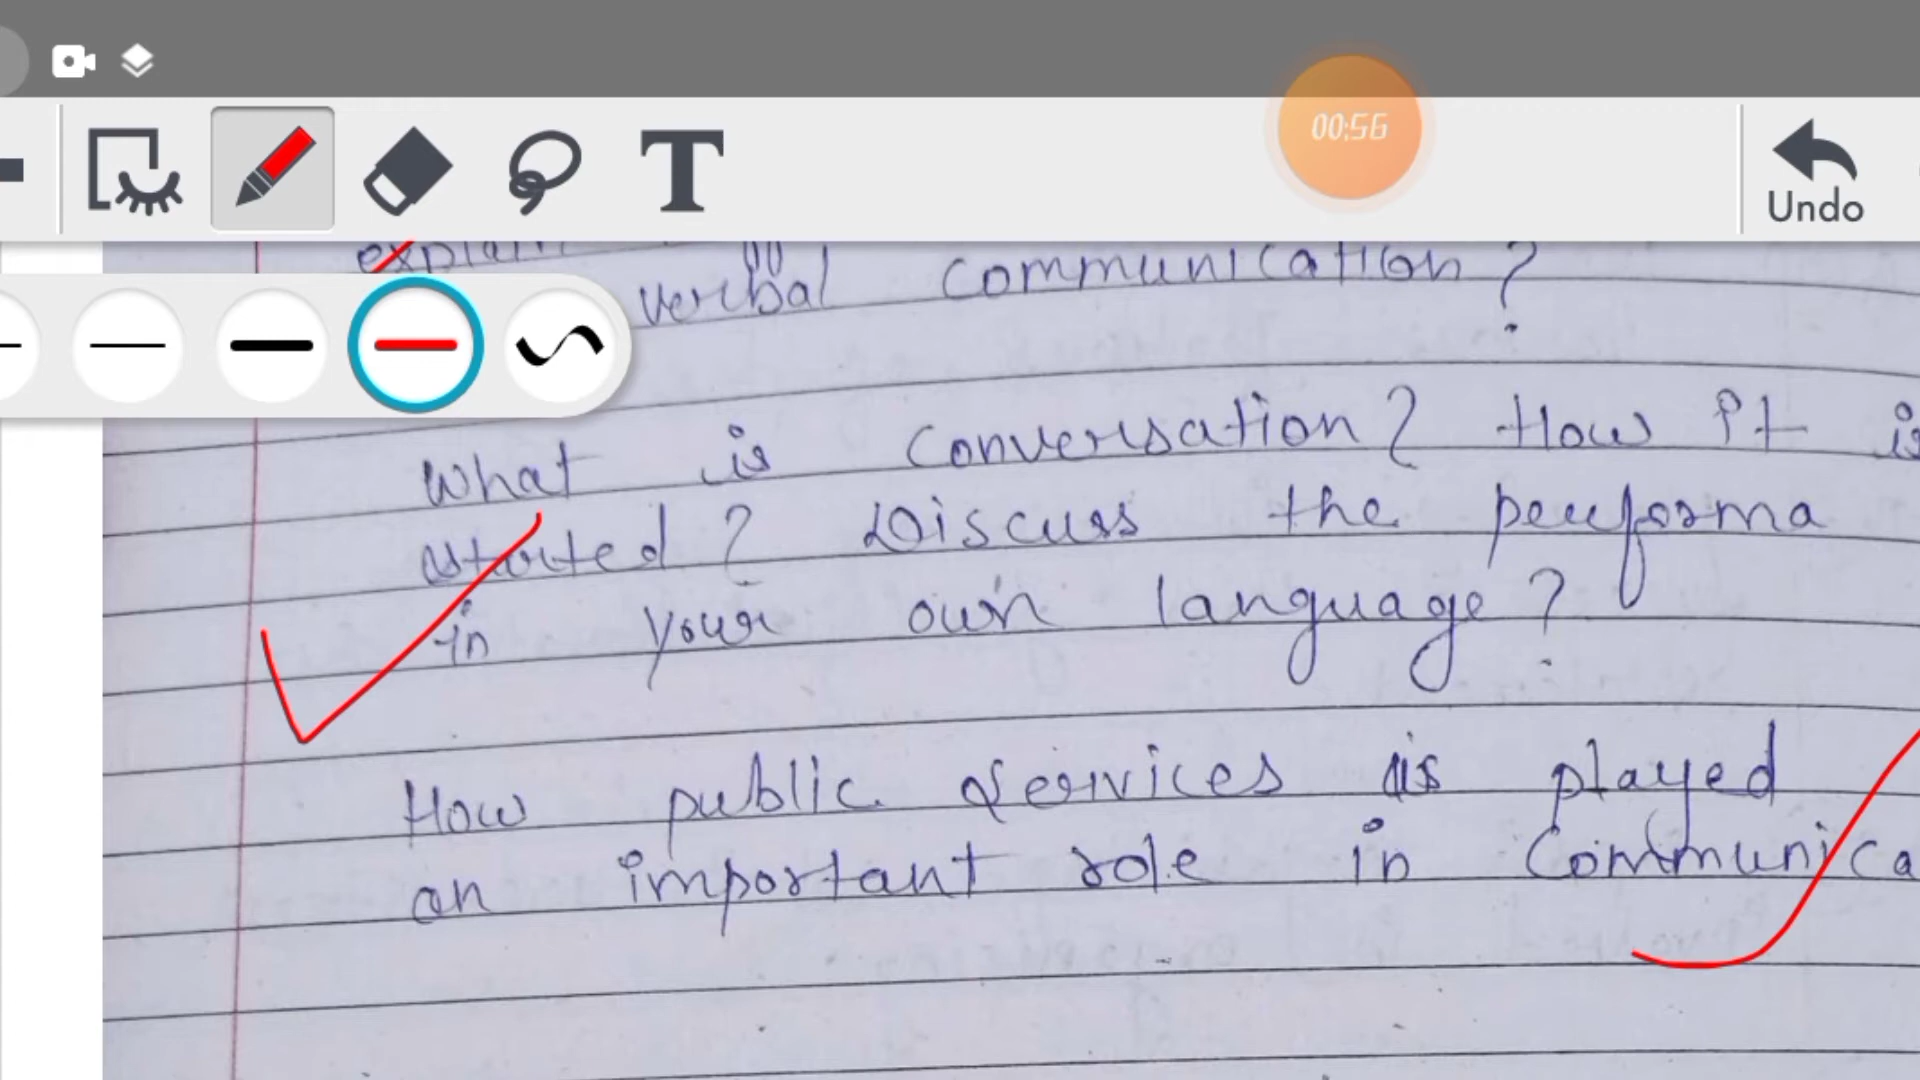 00:56
Undo
explain
verbal communication?
What is conversation? How it is
started? Discuss the performa
in your own language?
How public services is played
an important role in Communica